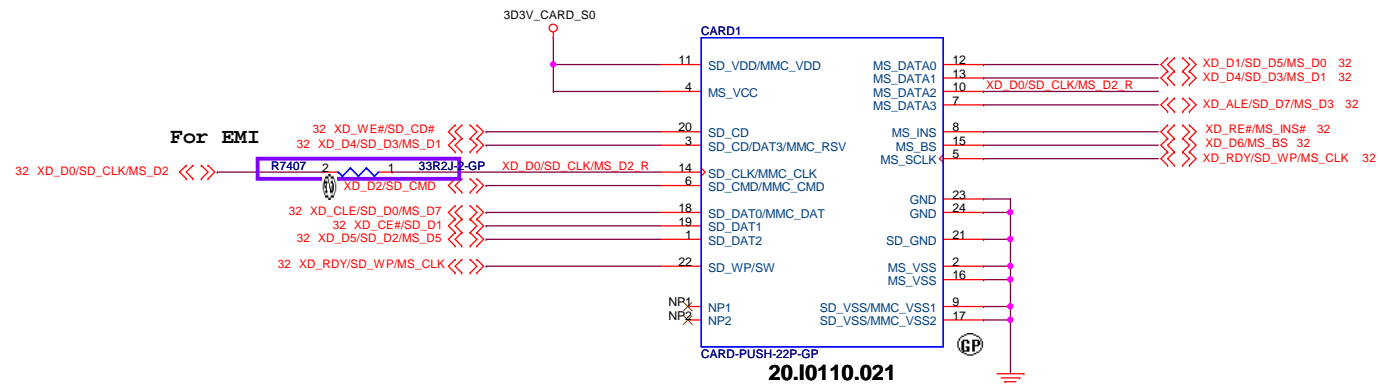 3D3V_CARD_S0
CARD1
11 SD_VDD/MMC_VDD
4 MS_VCC
20 SD_CD
3 SD_CD/DAT3/MMC_RSV
14 SD_CLK/MMC_CLK
6 SD_CMD/MMC_CMD
18 SD_DAT0/MMC_DAT
19 SD_DAT1
1 SD_DAT2
22 SD_WP/SW
NP1 NP1
NP2 NP2
For EMI
32 XD_WE#/SD_CD#
32 XD_D4/SD_D3/MS_D1
32 XD_D0/SD_CLK/MS_D2
R7407 2 1 33R2J-2-GP
XD_D0/SD_CLK/MS_D2_R
XD_D2/SD_CMD
32 XD_CLE/SD_D0/MS_D7
32 XD_CE#/SD_D1
32 XD_D5/SD_D2/MS_D5
32 XD_RDY/SD_WP/MS_CLK
MS_DATA0 12 XD_D1/SD_D5/MS_D0 32
MS_DATA1 13 XD_D4/SD_D3/MS_D1 32
MS_DATA2 10 XD_D0/SD_CLK/MS_D2_R
MS_DATA3 7 XD_ALE/SD_D7/MS_D3 32
MS_INS 8 XD_RE#/MS_INS# 32
MS_BS 15 XD_D6/MS_BS 32
MS_SCLK 5 XD_RDY/SD_WP/MS_CLK 32
GND 23
GND 24
SD_GND 21
MS_VSS 2
MS_VSS 16
SD_VSS/MMC_VSS1 9
SD_VSS/MMC_VSS2 17
GP
CARD-PUSH-22P-GP
20.I0110.021